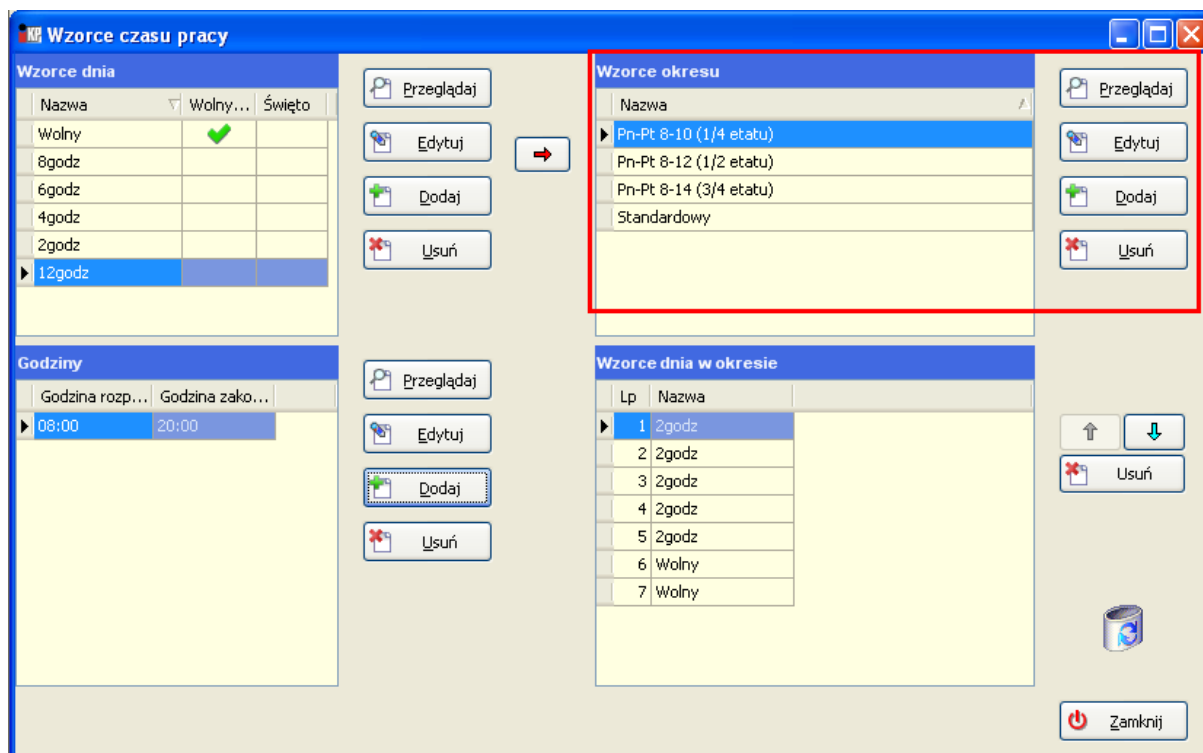 KP Wzorce czasu pracy
Wzorce dnia
Nazwa Wolny... Święto
Wolny
8godz
6godz
4godz
2godz
12godz
Przeglądaj
Edytuj
Dodaj
Usuń
Wzorce okresu
Nazwa
Pn-Pt 8-10 (1/4 etatu)
Pn-Pt 8-12 (1/2 etatu)
Pn-Pt 8-14 (3/4 etatu)
Standardowy
Przeglądaj
Edytuj
Dodaj
Usuń
Godziny
Godzina rozp... Godzina zako...
08:00 20:00
Przeglądaj
Edytuj
Dodaj
Usuń
Wzorce dnia w okresie
Lp Nazwa
1 2godz
2 2godz
3 2godz
4 2godz
5 2godz
6 Wolny
7 Wolny
Usuń
Zamknij